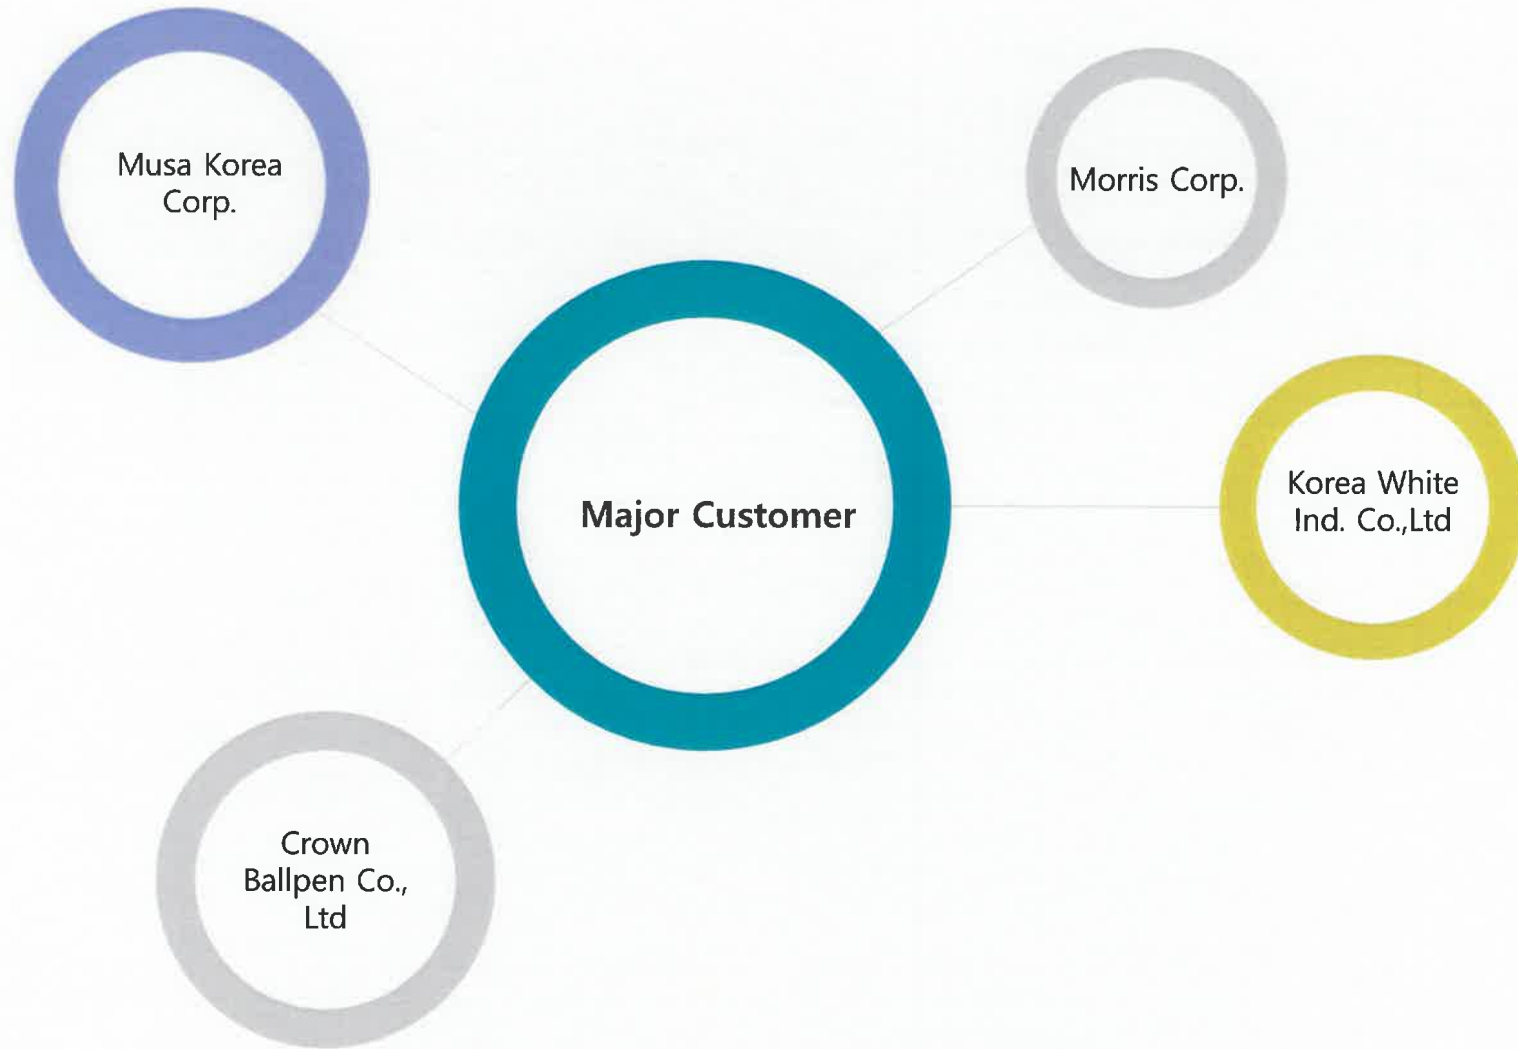 Musa Korea
Corp.
Morris Corp.
Major Customer
Korea White
Ind. Co.,Ltd
Crown
Ballpen Co.,
Ltd